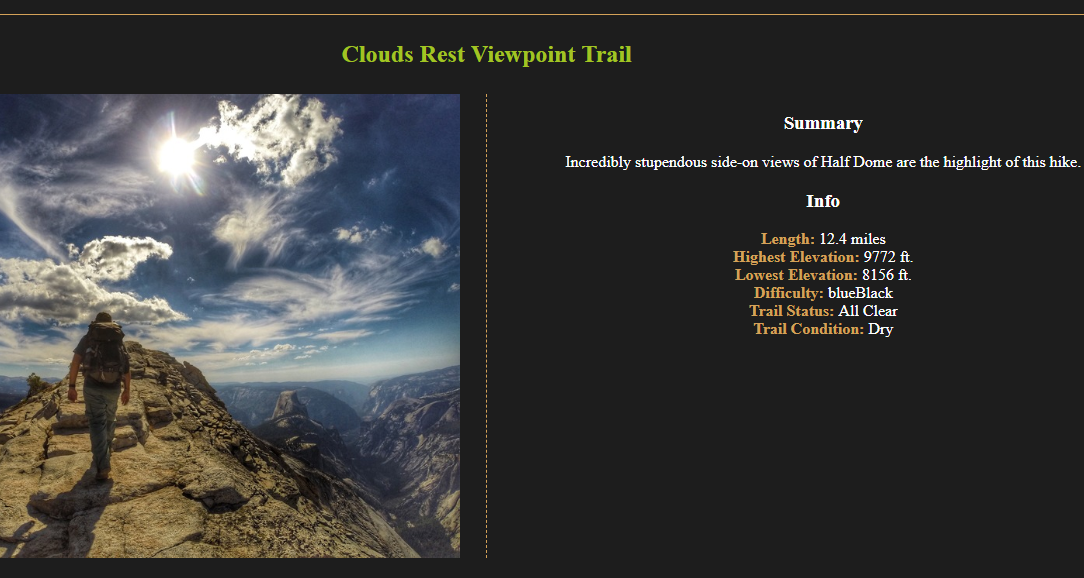 Clouds Rest Viewpoint Trail
Summary
Incredibly stupendous side-on views of Half Dome are the highlight of this hike.
Info
Length: 12.4 miles
Highest Elevation: 9772 ft.
Lowest Elevation: 8156 ft.
Difficulty: blueBlack
Trail Status: All Clear
Trail Condition: Dry